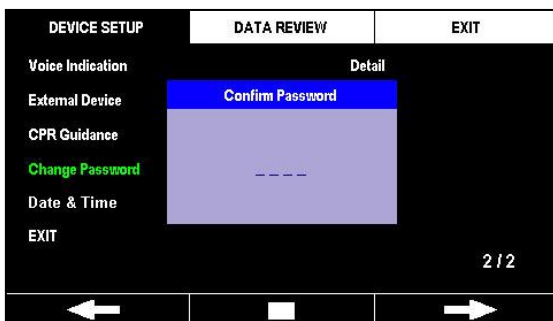 DEVICE SETUP DATA REVIEW EXIT
Voice Indication Detail
External Device
Confirm Password
CPR Guidance
Change Password
_ _ _ _
Date & Time
EXIT
2 / 2